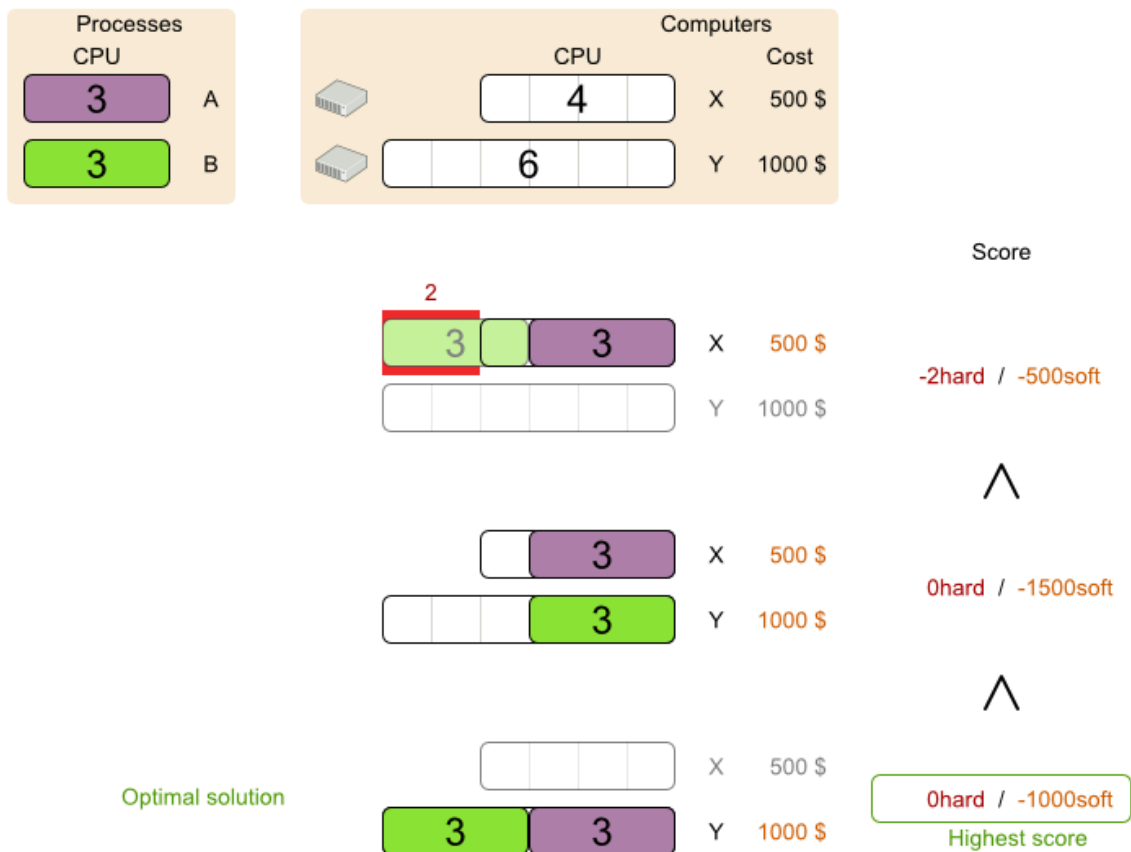 Processes
CPU
3 A
3 B
Computers
CPU Cost
4 X 500 $
6 Y 1000 $
Score
2
3 3 X 500 $
Y 1000 $
-2hard / -500soft
<
3 X 500 $
3 Y 1000 $
0hard / -1500soft
<
X 500 $
Optimal solution
3 3 Y 1000 $
0hard / -1000soft
Highest score